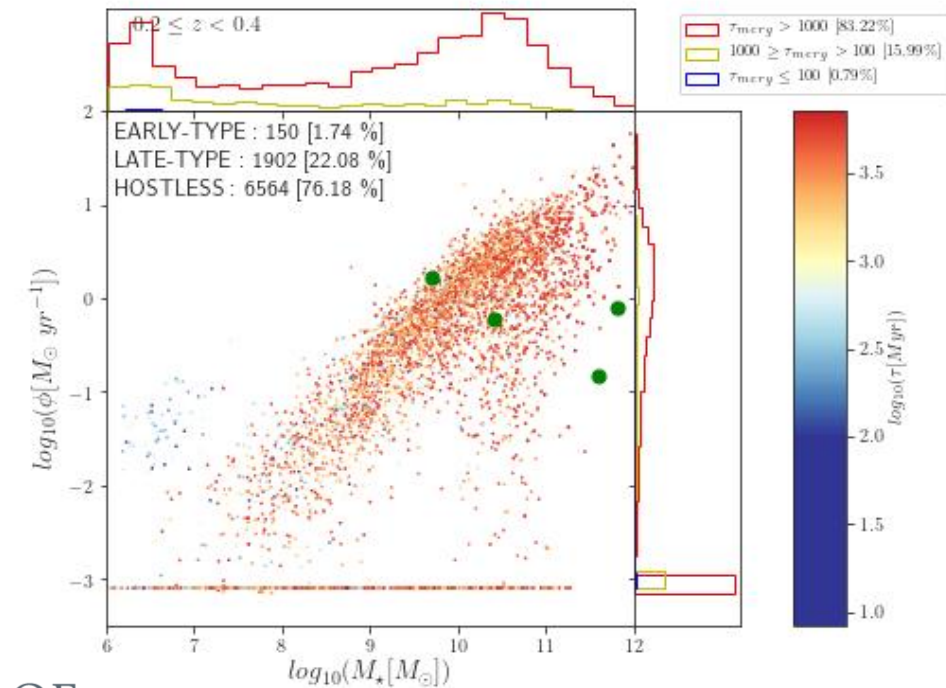 0.2 ≤ z < 0.4
τ_merg > 1000 [83.22%]
1000 ≥ τ_merg > 100 [15.99%]
τ_merg ≤ 100 [0.79%]
EARLY-TYPE : 150 [1.74 %]
LATE-TYPE : 1902 [22.08 %]
HOSTLESS : 6564 [76.18 %]
2
1
0
−1
−2
−3
log₁₀(ϕ[M⊙ yr⁻¹])
6 7 8 9 10 11 12
log₁₀(M⋆[M⊙])
3.5
3.0
2.5
2.0
1.5
1.0
log₁₀(τ[Myr])